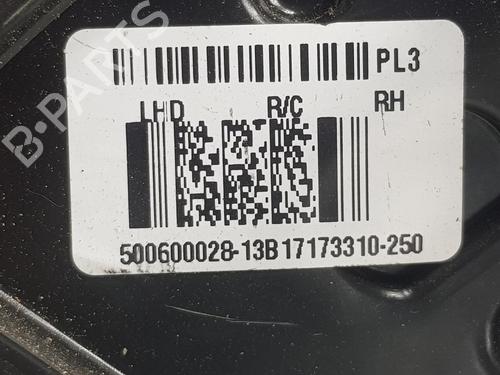 PL3
LHD R/C RH
500600028-13B17173310-250
B-PARTS